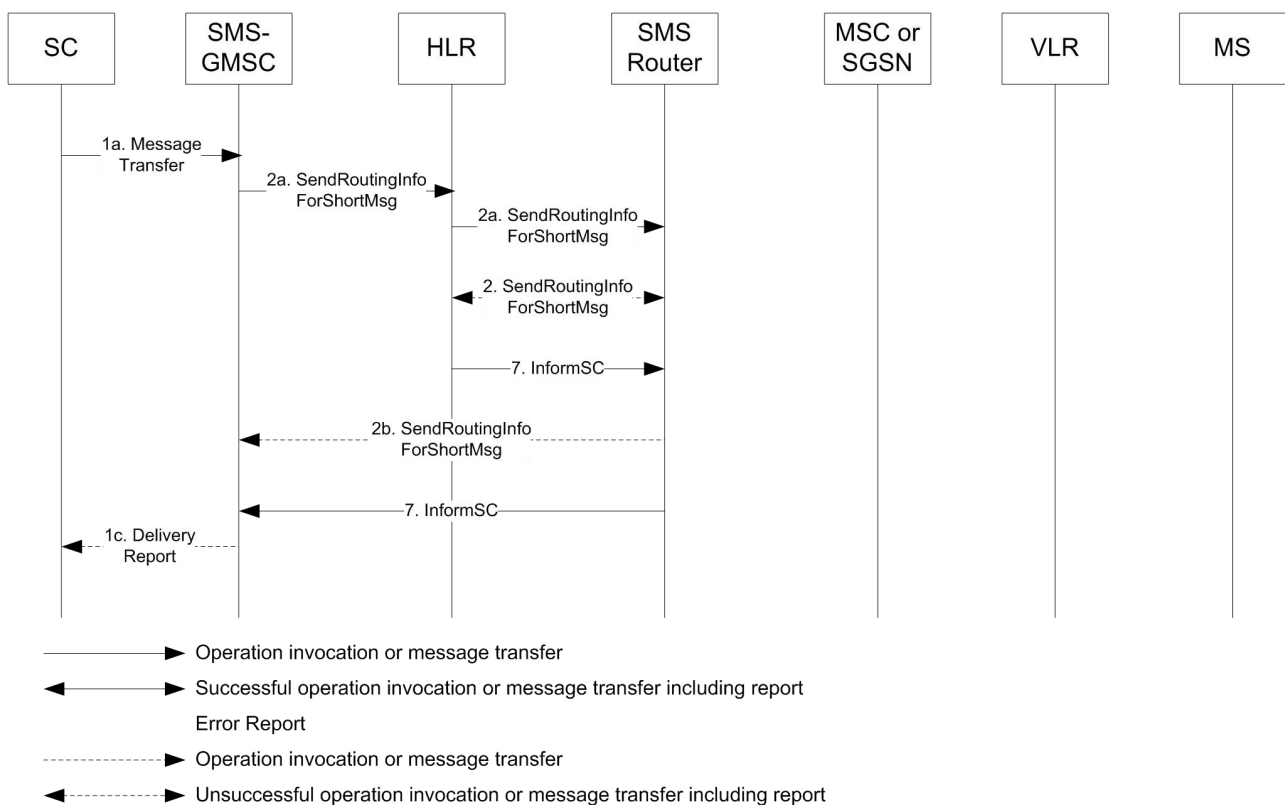 SC
SMS-
GMSC
HLR
SMS
Router
MSC or
SGSN
VLR
MS
1a. Message
Transfer
2a. SendRoutingInfo
ForShortMsg
2a. SendRoutingInfo
ForShortMsg
2. SendRoutingInfo
ForShortMsg
7. InformSC
2b. SendRoutingInfo
ForShortMsg
7. InformSC
1c. Delivery
Report
Operation invocation or message transfer
Successful operation invocation or message transfer including report
Error Report
Operation invocation or message transfer
Unsuccessful operation invocation or message transfer including report